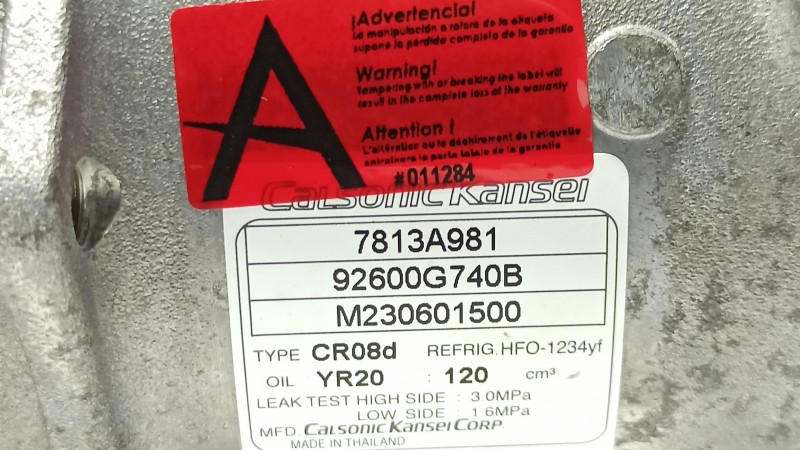 A
¡Advertencia!
La manipulación o rotura de la etiqueta
supone la pérdida completa de la garantía
Warning!
Tempering with or breaking the label will
result in the complete loss of the warranty
Attention !
L'altération ou le déchirement de l'étiquette
entraînera la perte totale de la garantie
#011284
Calsonic Kansei
7813A981
92600G740B
M230601500
TYPE CR08d REFRIG. HFO-1234yf
OIL YR20 : 120 cm³
LEAK TEST HIGH SIDE : 3.0MPa
LOW SIDE : 1.6MPa
MFD CALSONIC KANSEI CORP.
MADE IN THAILAND